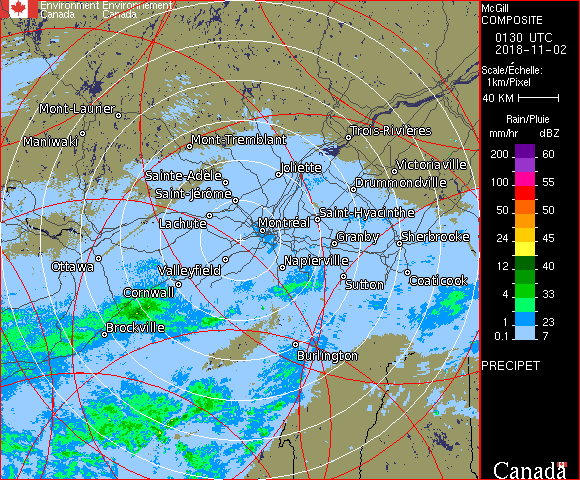 Environment Environnement
Canada Canada
McGill
COMPOSITE
0130 UTC
2018-11-02
Scale/Échelle:
1km/Pixel
40 KM
Rain/Pluie
mm/hr dBZ
200 60
150 55
100 55
50 50
24 45
12 40
4 33
1 23
0.1 7
PRECIPET
Canada
Mont-Laurier
Maniwaki
Mont-Tremblant
Trois-Rivières
Sainte-Adèle
Joliette
Victoriaville
Saint-Jérôme
Drummondville
Lachute
Montréal
Saint-Hyacinthe
Granby
Sherbrooke
Ottawa
Valleyfield
Napierville
Cornwall
Sutton
Coaticook
Brockville
Burlington